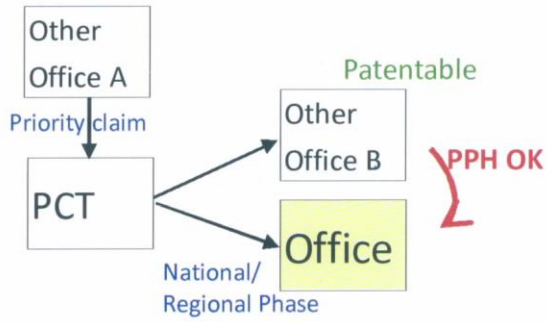 Other
Office A
Priority claim
PCT
Patentable
Other
Office B
PPH OK
Office
National/
Regional Phase